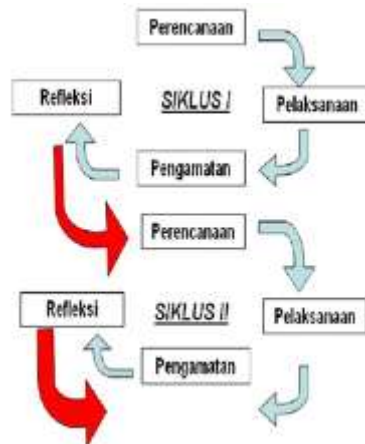 Perencanaan
Refleksi
SIKLUS I
Pelaksanaan
Pengamatan
Perencanaan
Refleksi
SIKLUS II
Pelaksanaan
Pengamatan